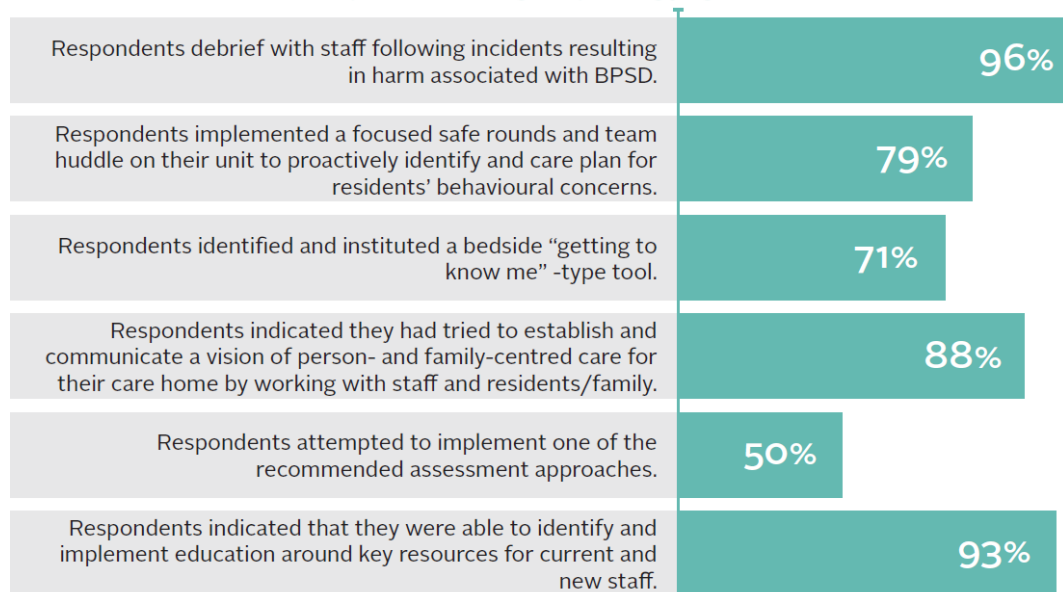 Respondents debrief with staff following incidents resulting
in harm associated with BPSD.
96%
Respondents implemented a focused safe rounds and team
huddle on their unit to proactively identify and care plan for
residents’ behavioural concerns.
79%
Respondents identified and instituted a bedside “getting to
know me” -type tool.
71%
Respondents indicated they had tried to establish and
communicate a vision of person- and family-centred care for
their care home by working with staff and residents/family.
88%
Respondents attempted to implement one of the
recommended assessment approaches.
50%
Respondents indicated that they were able to identify and
implement education around key resources for current and
new staff.
93%